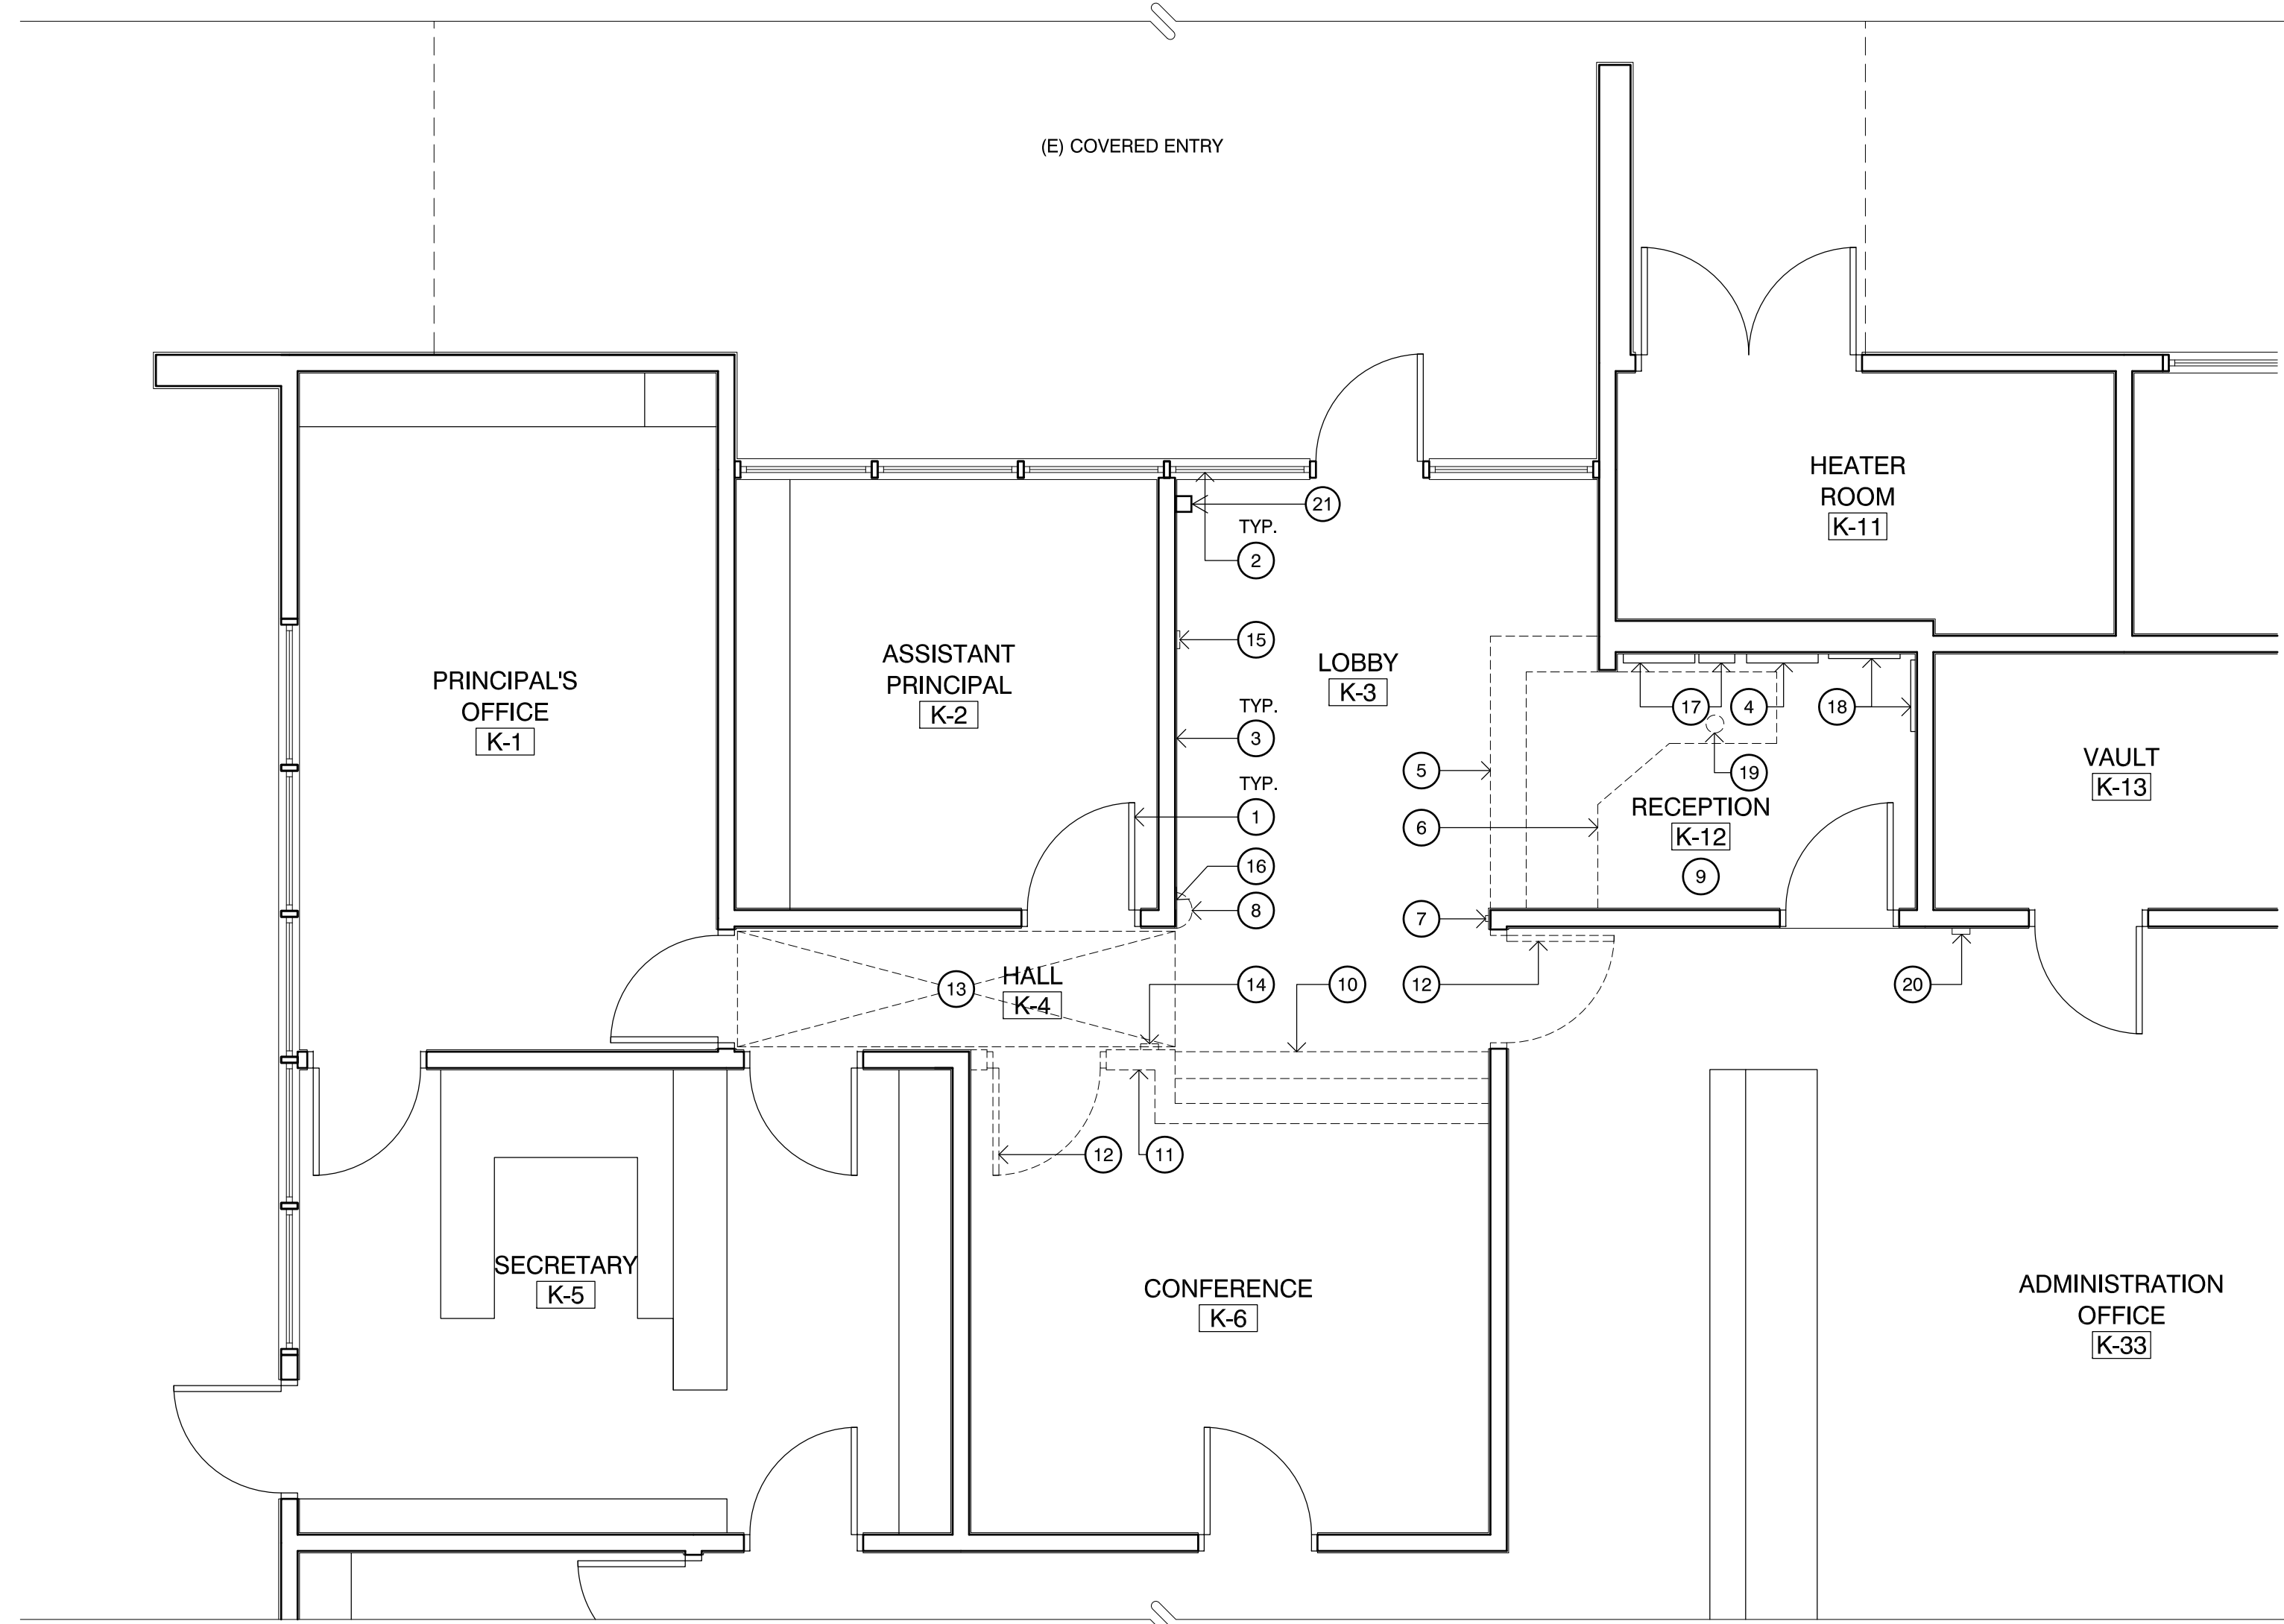 (E) COVERED ENTRY
HEATER
ROOM
K-11
21
TYP.
2
15
ASSISTANT
PRINCIPAL
K-2
LOBBY
K-3
PRINCIPAL'S
OFFICE
K-1
TYP.
3
17
4
18
5
19
VAULT
K-13
TYP.
1
6
RECEPTION
K-12
9
16
8
7
13
HALL
K-4
14
10
12
20
12
11
SECRETARY
K-5
CONFERENCE
K-6
ADMINISTRATION
OFFICE
K-33